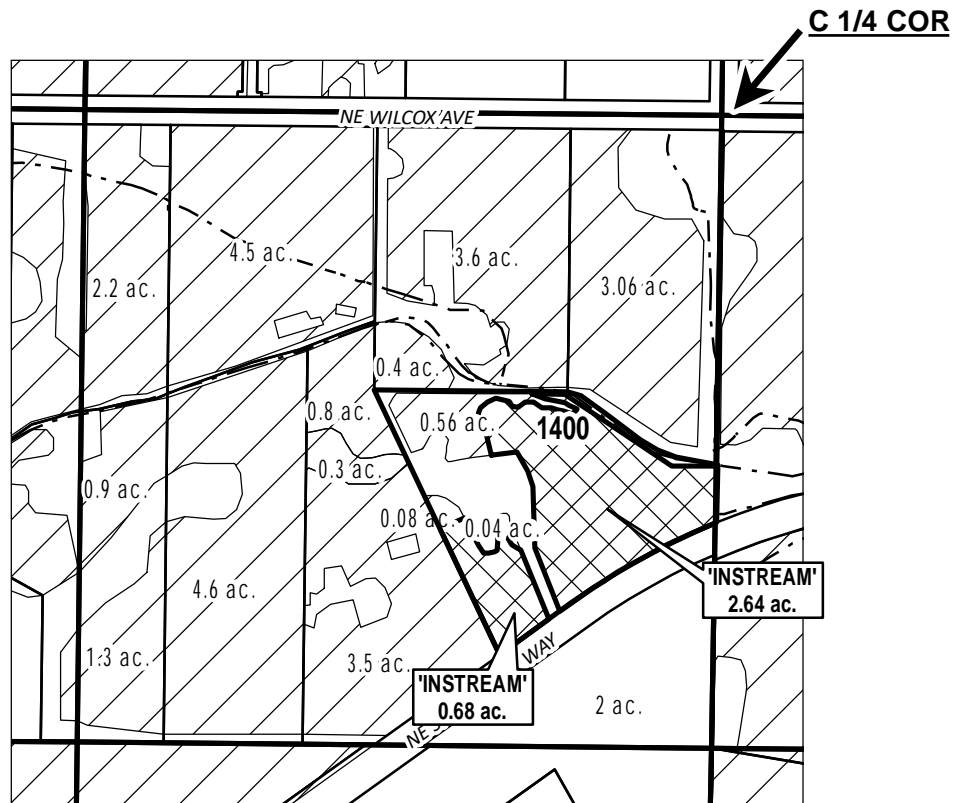 C 1/4 COR
NE WILCOX AVE
4.5 ac.
3.6 ac.
2.2 ac.
3.06 ac.
0.4 ac.
0.8 ac.
0.56 ac.
1400
0.3 ac.
0.9 ac.
0.08 ac.
0.04 ac.
'INSTREAM'
2.64 ac.
4.6 ac.
1.3 ac.
3.5 ac.
WAY
'INSTREAM'
0.68 ac.
2 ac.
NE